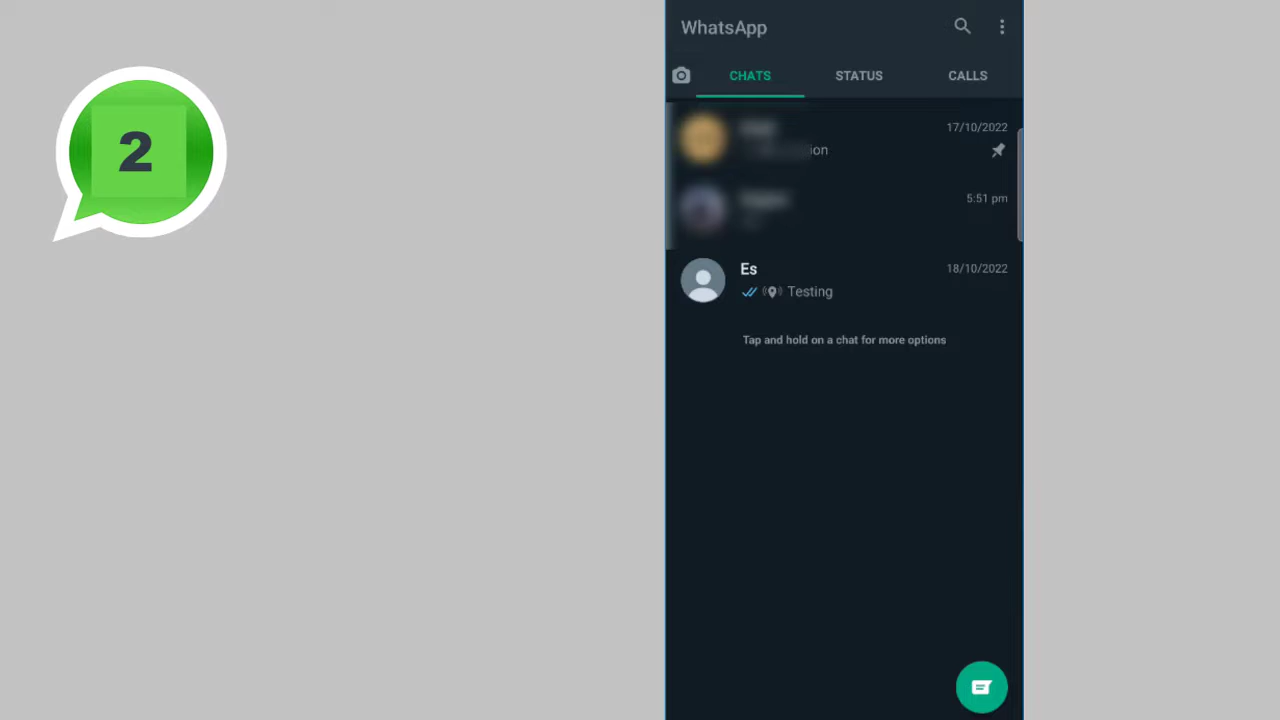 2
WhatsApp
CHATS STATUS CALLS
17/10/2022
ion
5:51 pm
Es 18/10/2022
Testing
Tap and hold on a chat for more options